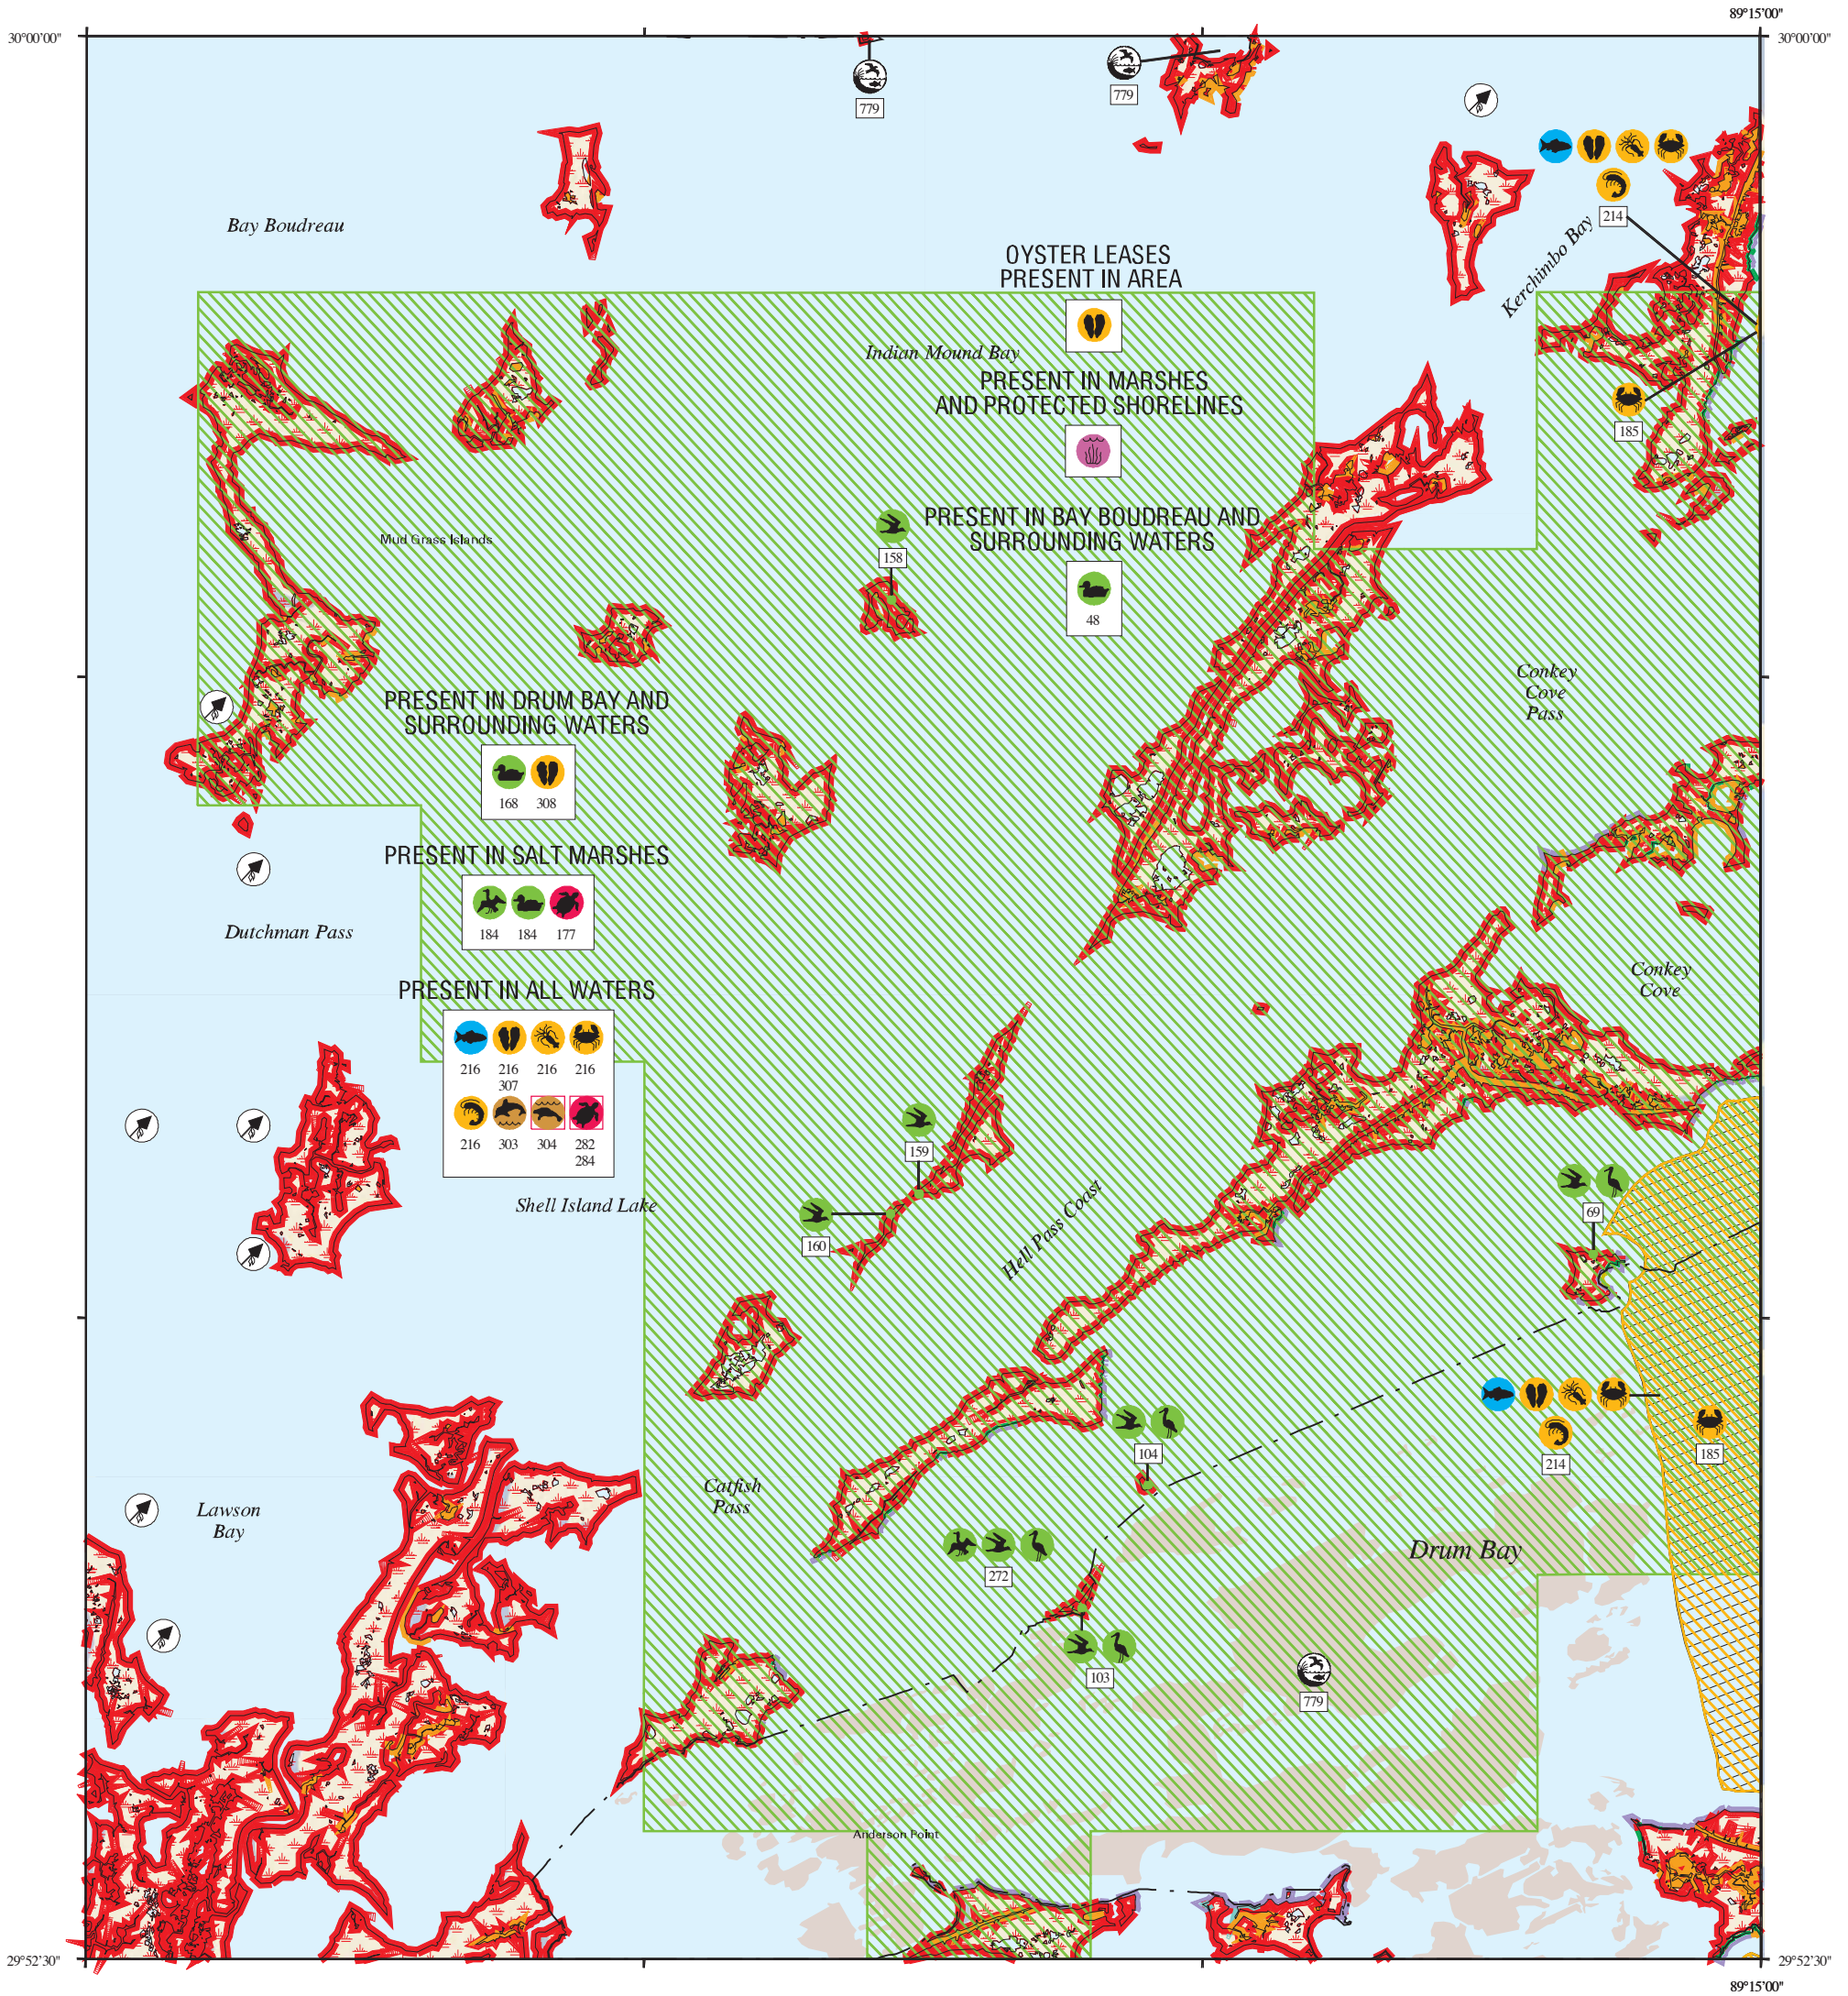 89°15'00"
30°00'00"
30°00'00"
779
779
214
Bay Boudreau
Kerchimbo Bay
OYSTER LEASES
PRESENT IN AREA
Indian Mound Bay
PRESENT IN MARSHES
AND PROTECTED SHORELINES
185
PRESENT IN BAY BOUDREAU AND
SURROUNDING WATERS
Mud Grass Islands
158
48
Conkey
Cove
Pass
PRESENT IN DRUM BAY AND
SURROUNDING WATERS
168 308
PRESENT IN SALT MARSHES
184 184 177
Dutchman Pass
Conkey
Cove
PRESENT IN ALL WATERS
216 216 216 216
307
216 303 304 282
284
159
Shell Island Lake
160
Hell Pass Coast
69
104
214
185
Catfish
Pass
Lawson
Bay
272
Drum Bay
103
779
Anderson Point
29°52'30"
29°52'30"
89°15'00"